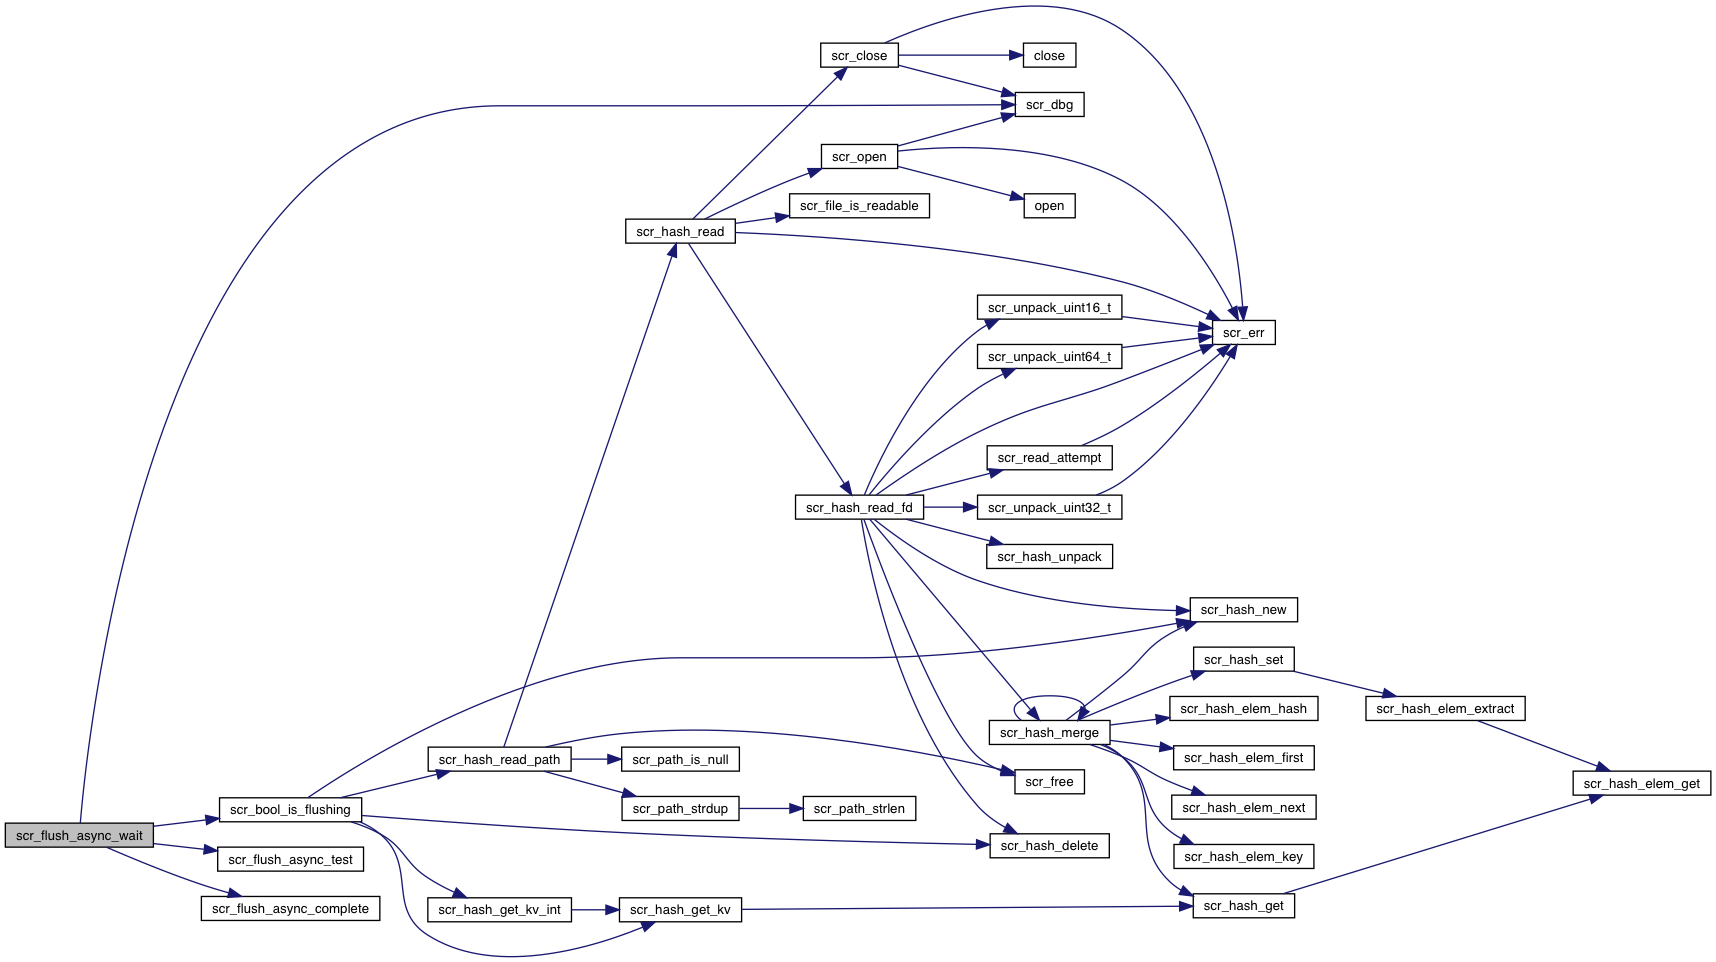 scr_close
close
scr_dbg
scr_open
scr_file_is_readable
open
scr_hash_read
scr_unpack_uint16_t
scr_err
scr_unpack_uint64_t
scr_read_attempt
scr_hash_read_fd
scr_unpack_uint32_t
scr_hash_unpack
scr_hash_new
scr_hash_set
scr_hash_elem_hash
scr_hash_elem_extract
scr_hash_merge
scr_hash_read_path
scr_path_is_null
scr_hash_elem_first
scr_free
scr_hash_elem_get
scr_bool_is_flushing
scr_path_strdup
scr_path_strlen
scr_hash_elem_next
scr_flush_async_wait
scr_hash_delete
scr_flush_async_test
scr_hash_elem_key
scr_flush_async_complete
scr_hash_get_kv_int
scr_hash_get_kv
scr_hash_get